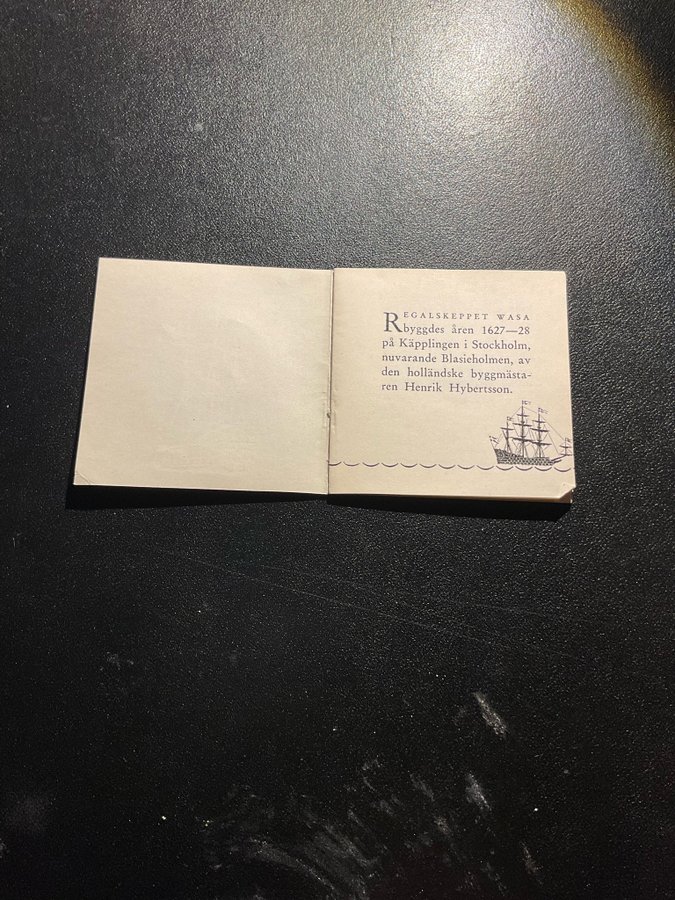 REGALSKEPPET WASA
byggdes åren 1627—28
på Käpplingen i Stockholm,
nuvarande Blasieholmen, av
den holländske byggmästa-
ren Henrik Hybertsson.